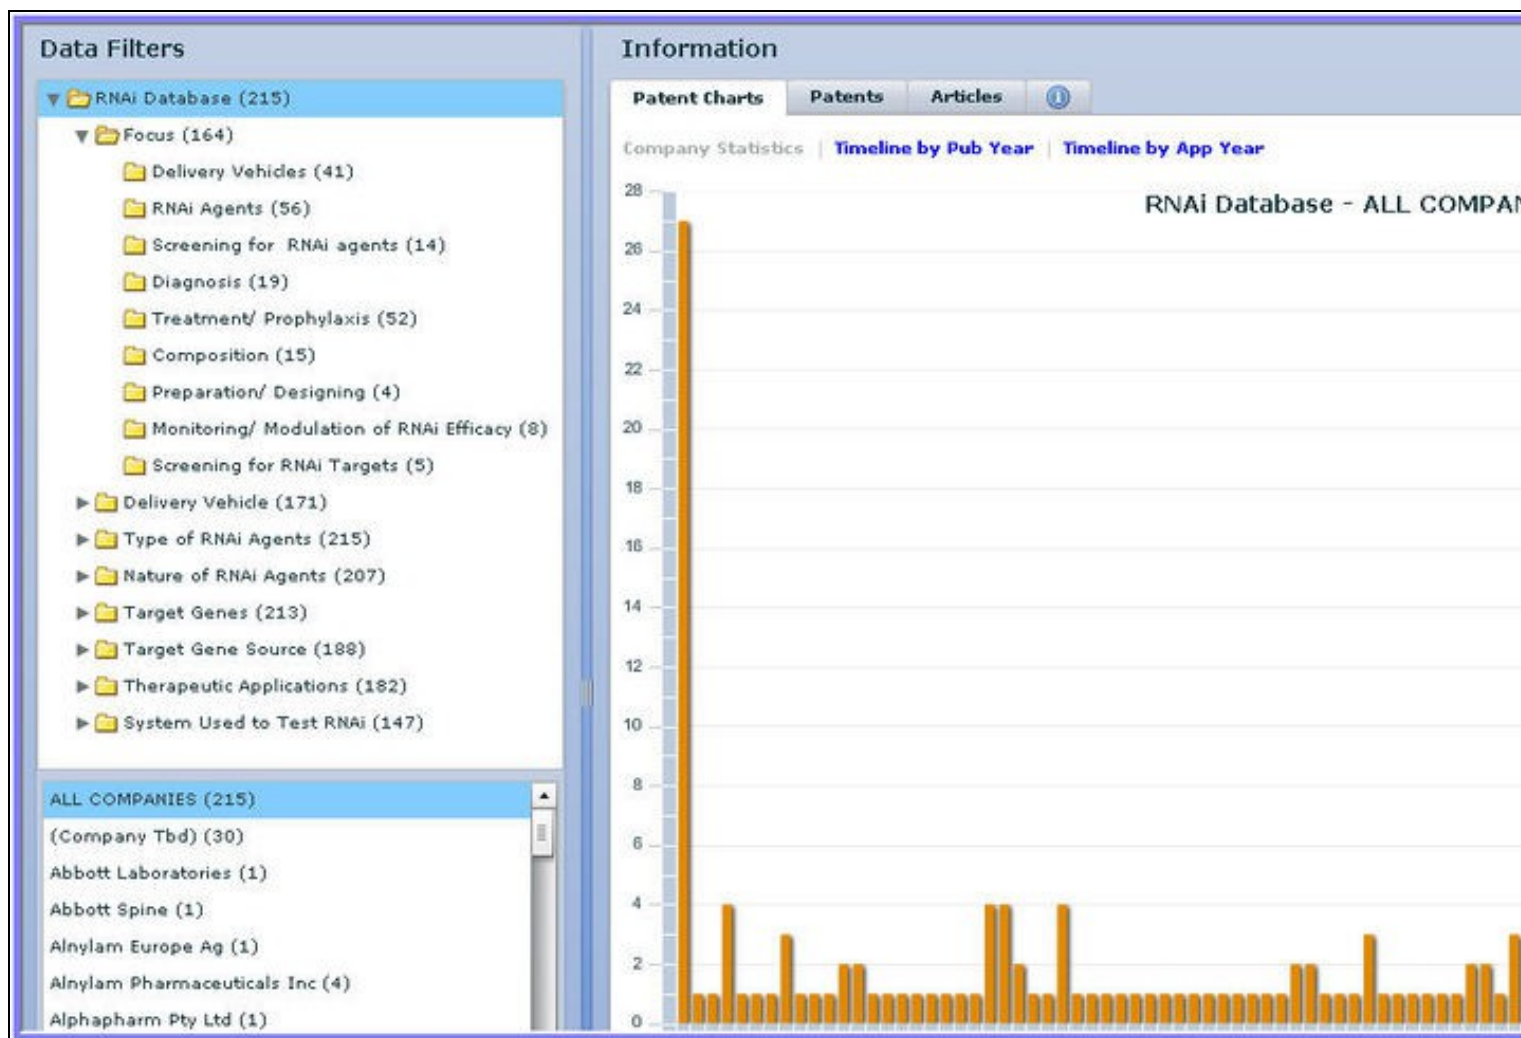 Data Filters
RNAi Database (215)
Focus (164)
Delivery Vehicles (41)
RNAi Agents (56)
Screening for RNAi agents (14)
Diagnosis (19)
Treatment/ Prophylaxis (52)
Composition (15)
Preparation/ Designing (4)
Monitoring/ Modulation of RNAi Efficacy (8)
Screening for RNAi Targets (5)
Delivery Vehicle (171)
Type of RNAi Agents (215)
Nature of RNAi Agents (207)
Target Genes (213)
Target Gene Source (188)
Therapeutic Applications (182)
System Used to Test RNAi (147)
ALL COMPANIES (215)
(Company Tbd) (30)
Abbott Laboratories (1)
Abbott Spine (1)
Alnylam Europe Ag (1)
Alnylam Pharmaceuticals Inc (4)
Alphapharm Pty Ltd (1)
Information
Patent Charts Patents Articles
Company Statistics | Timeline by Pub Year | Timeline by App Year
RNAi Database - ALL COMPAN
28
26
24
22
20
18
16
14
12
10
8
6
4
2
0